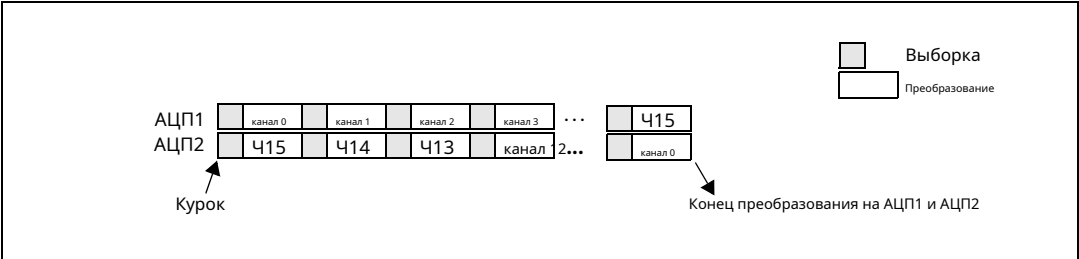 Выборка
Преобразование
АЦП1 канал 0 канал 1 канал 2 канал 3 ... Ч15
АЦП2 Ч15 Ч14 Ч13 канал 12... канал 0
Курок
Конец преобразования на АЦП1 и АЦП2